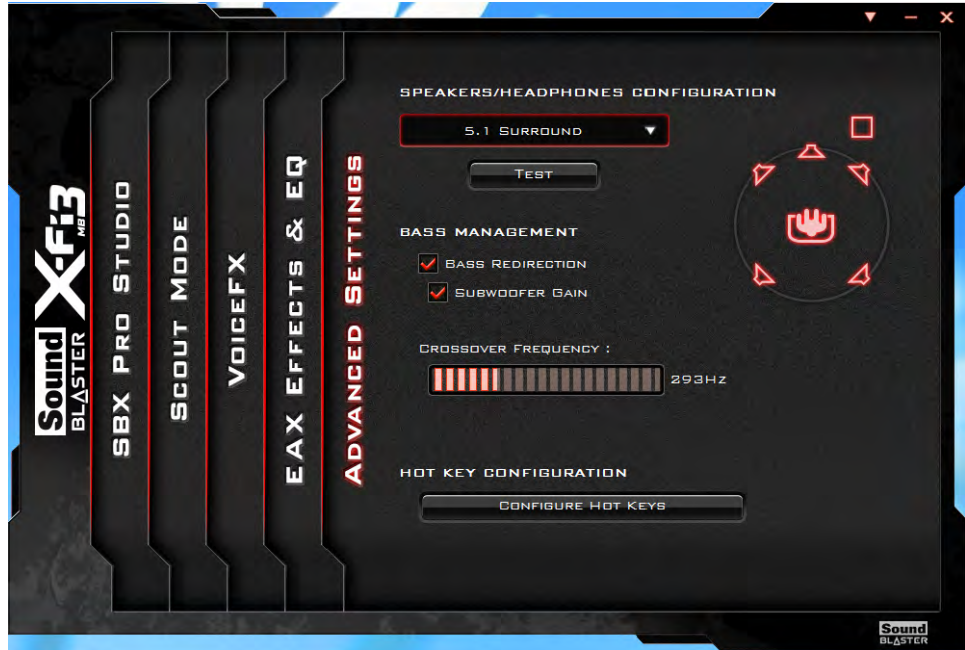 SPEAKERS/HEADPHONES CONFIGURATION
5.1 SURROUND
TEST
BASS MANAGEMENT
BASS REDIRECTION
SUBWOOFER GAIN
CROSSOVER FREQUENCY :
293HZ
HOT KEY CONFIGURATION
CONFIGURE HOT KEYS
Sound
BLASTER
X-Fi3
MB
SBX PRO STUDIO
SCOUT MODE
VOICEFX
EAX EFFECTS & EQ
ADVANCED SETTINGS
Sound
BLASTER